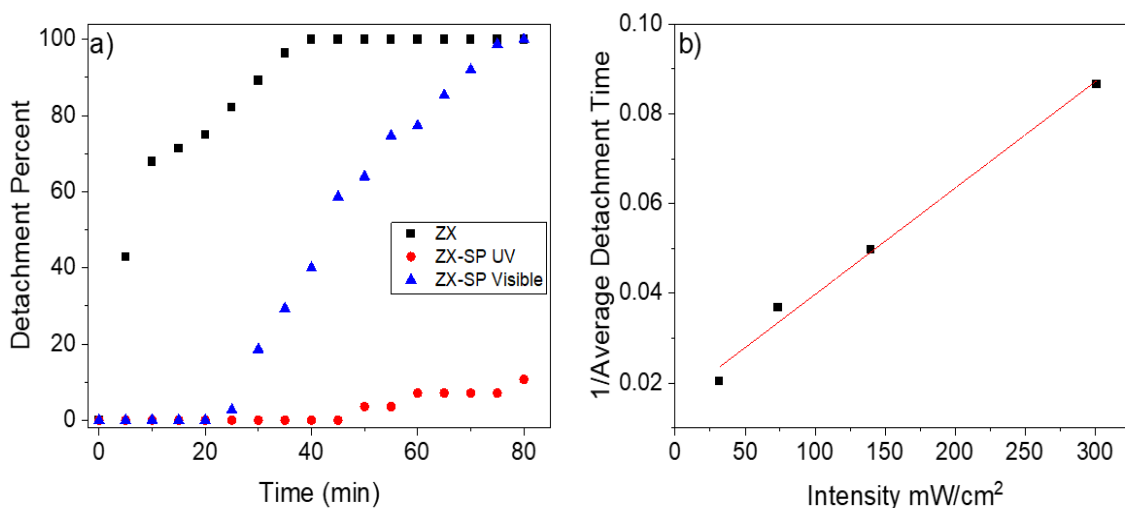 a)
Detachment Percent
100
80
60
40
20
0
ZX
ZX-SP UV
ZX-SP Visible
0 20 40 60 80
Time (min)
b)
1/Average Detachment Time
0.10
0.08
0.06
0.04
0.02
0 50 100 150 200 250 300
Intensity mW/cm²